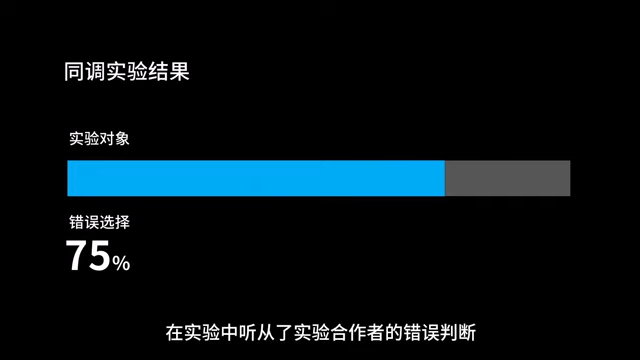 同调实验结果
实验对象
错误选择
75%
在实验中听从了实验合作者的错误判断